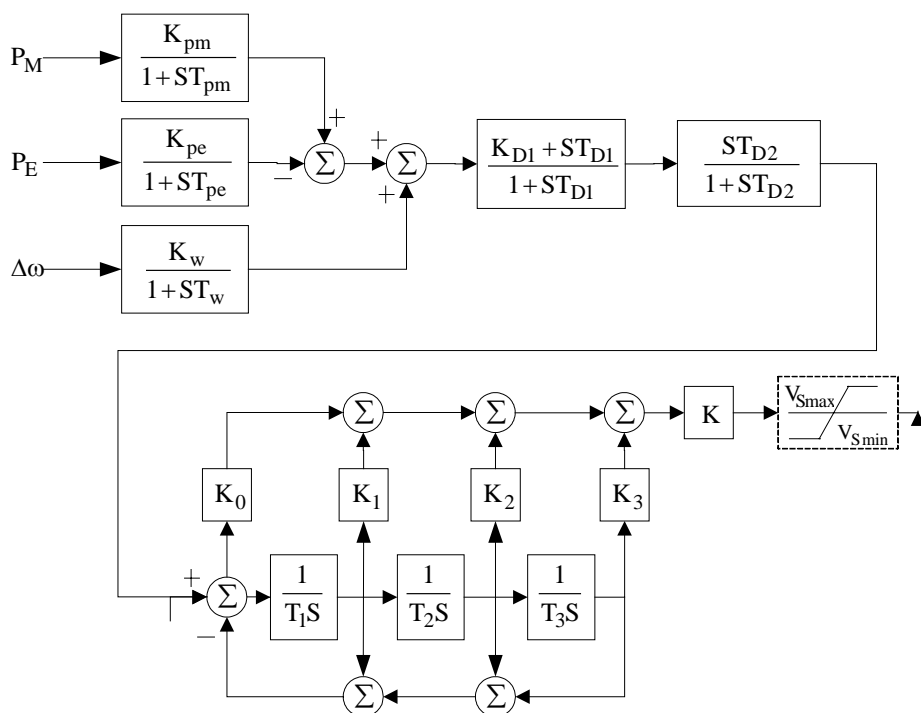 P_M
K_pm
1+ST_pm
+
P_E
K_pe
1+ST_pe
−
Σ
+
Σ
+
K_D1+ST_D1
1+ST_D1
ST_D2
1+ST_D2
Δω
K_w
1+ST_w
Σ
Σ
Σ
K
V_Smax
V_Smin
K_0
K_1
K_2
K_3
+
Σ
−
1
T_1S
1
T_2S
1
T_3S
Σ
Σ